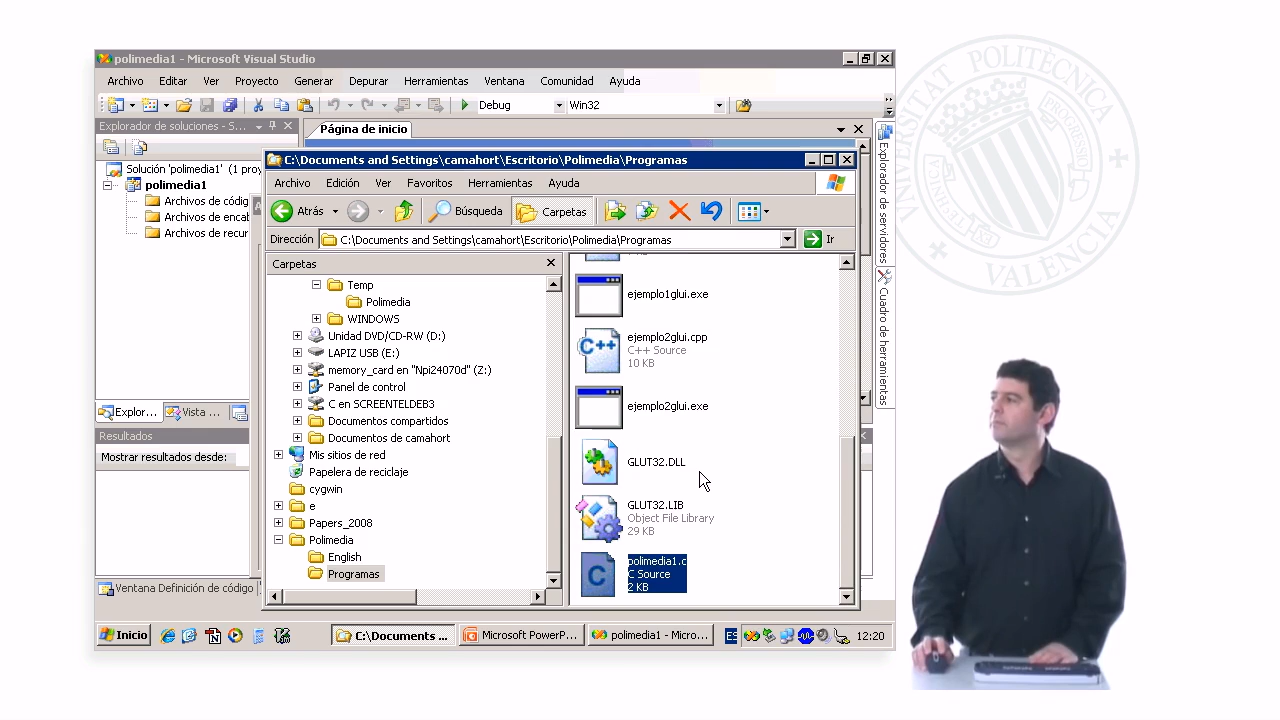 polimedia1 - Microsoft Visual Studio
Archivo Editar Ver Proyecto Generar Depurar Herramientas Ventana Comunidad Ayuda
Debug Win32
Explorador de soluciones - S...
Página de inicio
Solución 'polimedia1' (1 proy
polimedia1
Archivos de códig
Archivos de encab
Archivos de recur
Explor... Vista ...
Resultados
Mostrar resultados desde:
Ventana Definición de código
Explorador de servidores
Cuadro de herramientas
C:\Documents and Settings\camahort\Escritorio\Polimedia\Programas
Archivo Edición Ver Favoritos Herramientas Ayuda
Atrás Búsqueda Carpetas
Dirección C:\Documents and Settings\camahort\Escritorio\Polimedia\Programas Ir
Carpetas
Temp
Polimedia
WINDOWS
Unidad DVD/CD-RW (D:)
LAPIZ USB (E:)
memory_card en "Npi24070d" (Z:)
Panel de control
C en SCREENTELDEB3
Documentos compartidos
Documentos de camahort
Mis sitios de red
Papelera de reciclaje
cygwin
e
Papers_2008
Polimedia
English
Programas
ejemplo1glui.exe
ejemplo2glui.cpp
C++ Source
10 KB
ejemplo2glui.exe
GLUT32.DLL
GLUT32.LIB
Object File Library
29 KB
polimedia1.c
C Source
2 KB
Inicio C:\Documents ... Microsoft PowerP... polimedia1 - Micro... ES 12:20
UNIVERSITAT POLITÈCNICA
VALÈNCIA